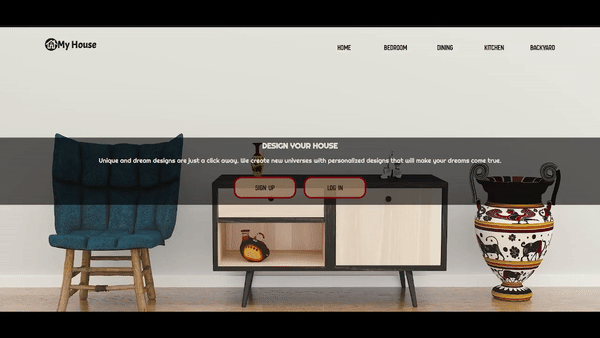 My House
HOME BEDROOM DINING KITCHEN BACKYARD
DESIGN YOUR HOUSE
Unique and dream designs are just a click away. We create new universes with personalized designs that will make your dreams come true.
SIGN UP LOG IN